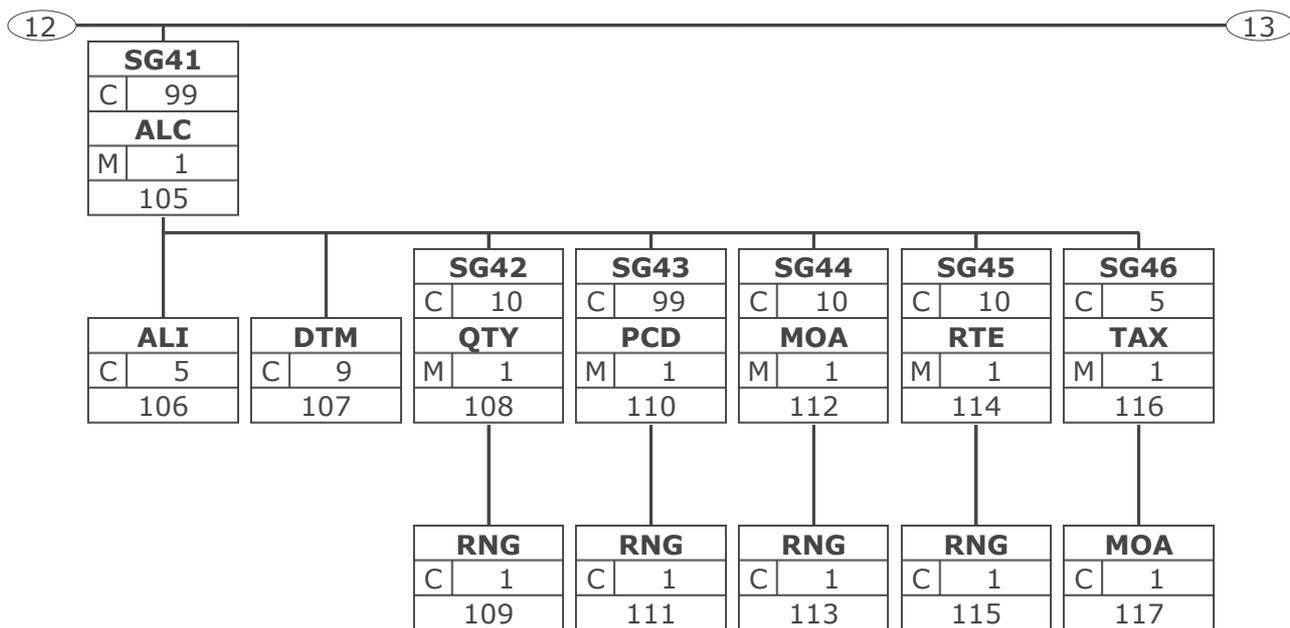 12
13
SG41
C 99
ALC
M 1
105
SG42 SG43 SG44 SG45 SG46
C 10 C 99 C 10 C 10 C 5
ALI DTM QTY PCD MOA RTE TAX
C 5 C 9 M 1 M 1 M 1 M 1 M 1
106 107 108 110 112 114 116
RNG RNG RNG RNG MOA
C 1 C 1 C 1 C 1 C 1
109 111 113 115 117